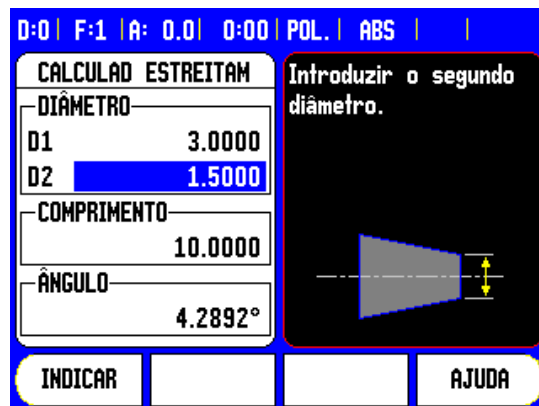 D:0| F:1 |A: 0.0| 0:00|POL.| ABS | |
CALCULAD ESTREITAM
DIÂMETRO
D1 3.0000
D2 1.5000
COMPRIMENTO
10.0000
ÂNGULO
4.2892°
Introduzir o segundo
diâmetro.
INDICAR
AJUDA